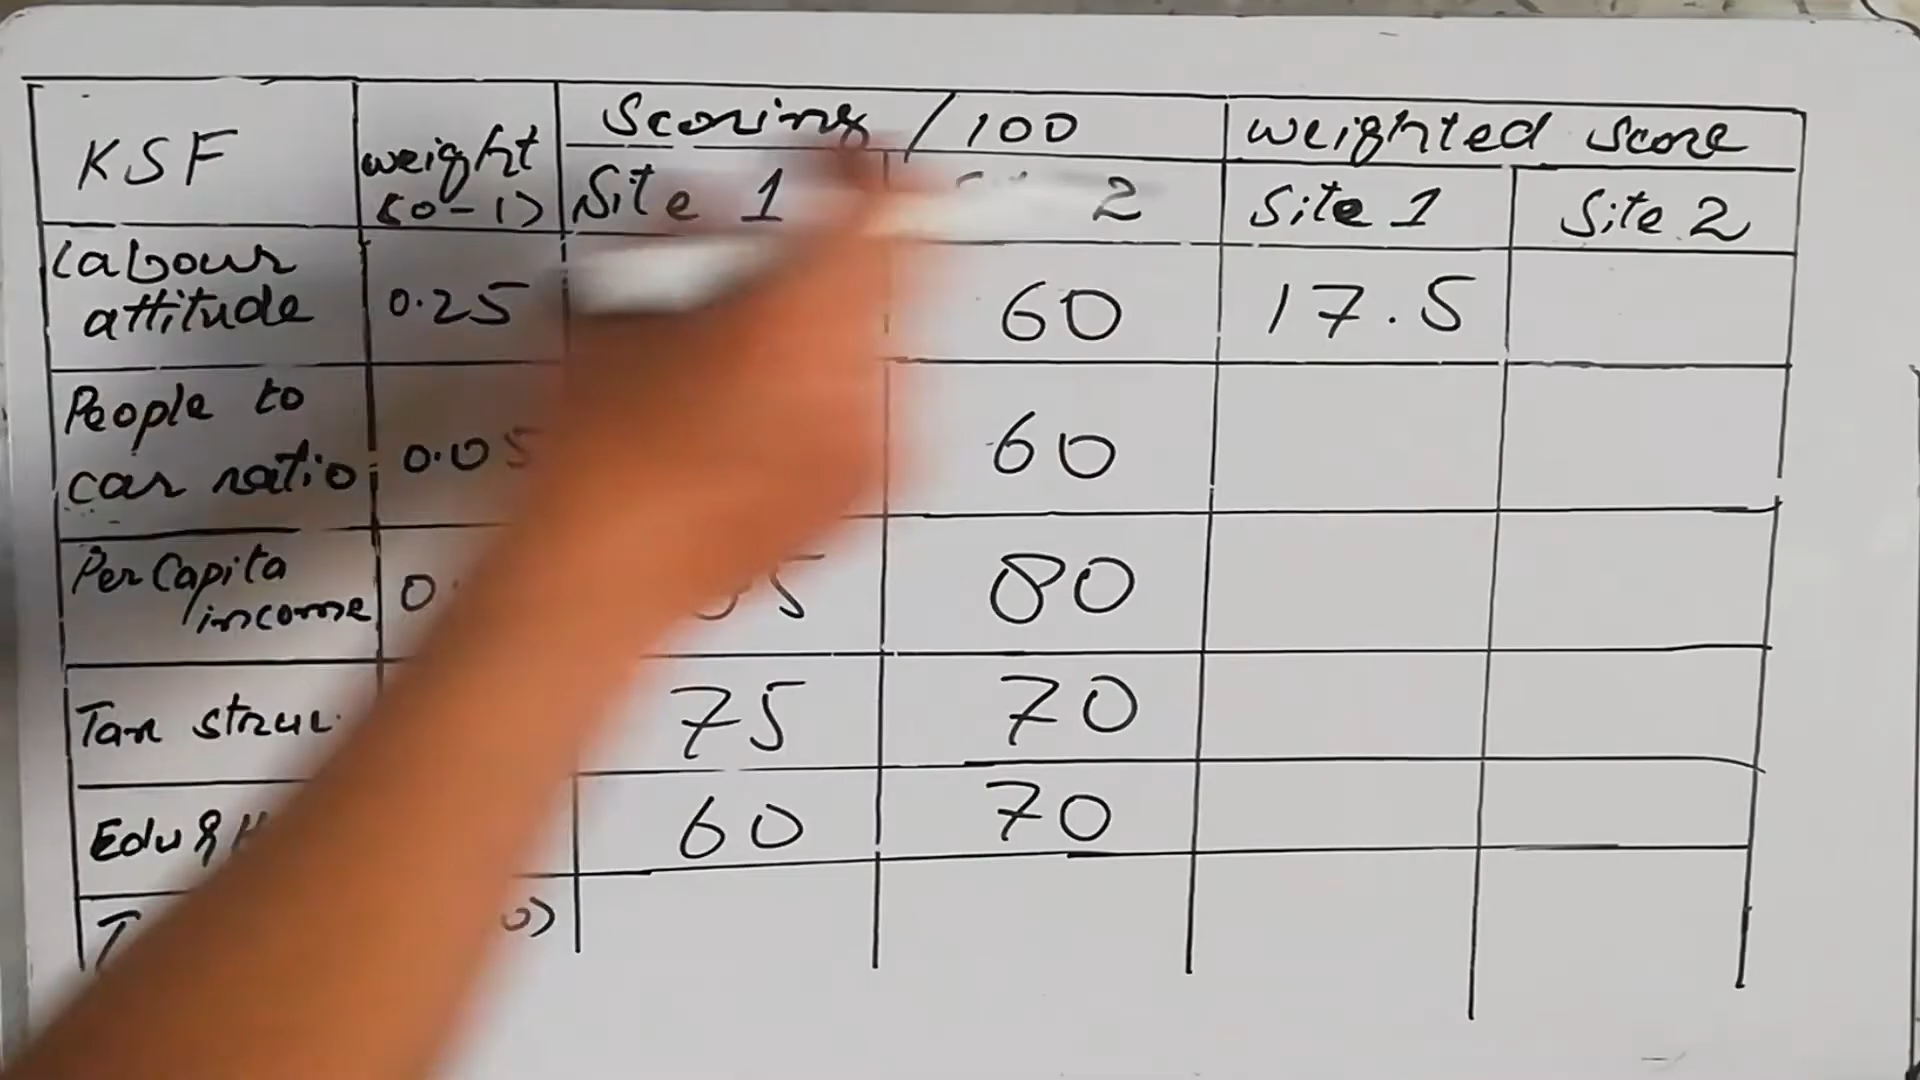 KSF weight Scoring / 100 weighted score
(0-1) Site 1 2 Site 1 Site 2
Labour
attitude 0.25 60 17.5
People to
car ratio 0.05 60
Per Capita
income 80
Tax struc. 75 70
Edu & 60 70